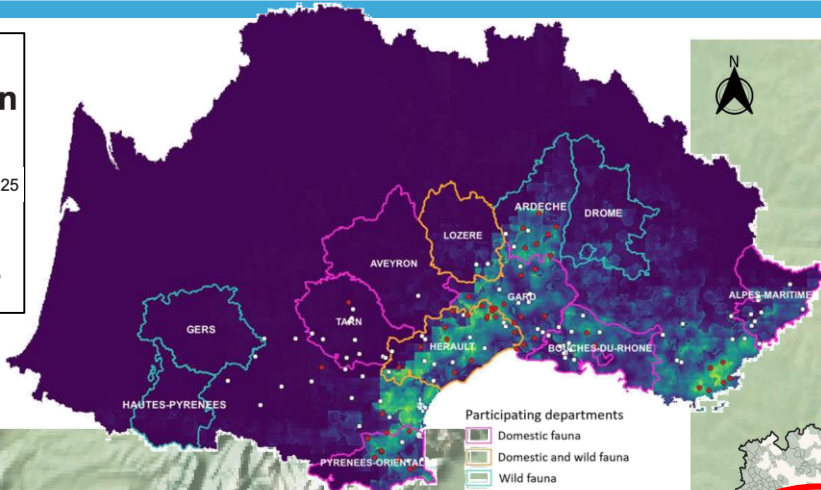 n
N
25
ARDECHE
DROME
LOZERE
AVEYRON
GARD
ALPES-MARITIME
TARN
GERS
HERAULT
BOUCHES-DU-RHONE
HAUTES-PYRENEES
Participating departments
Domestic fauna
Domestic and wild fauna
PYRENEES-ORIENTAL
Wild fauna